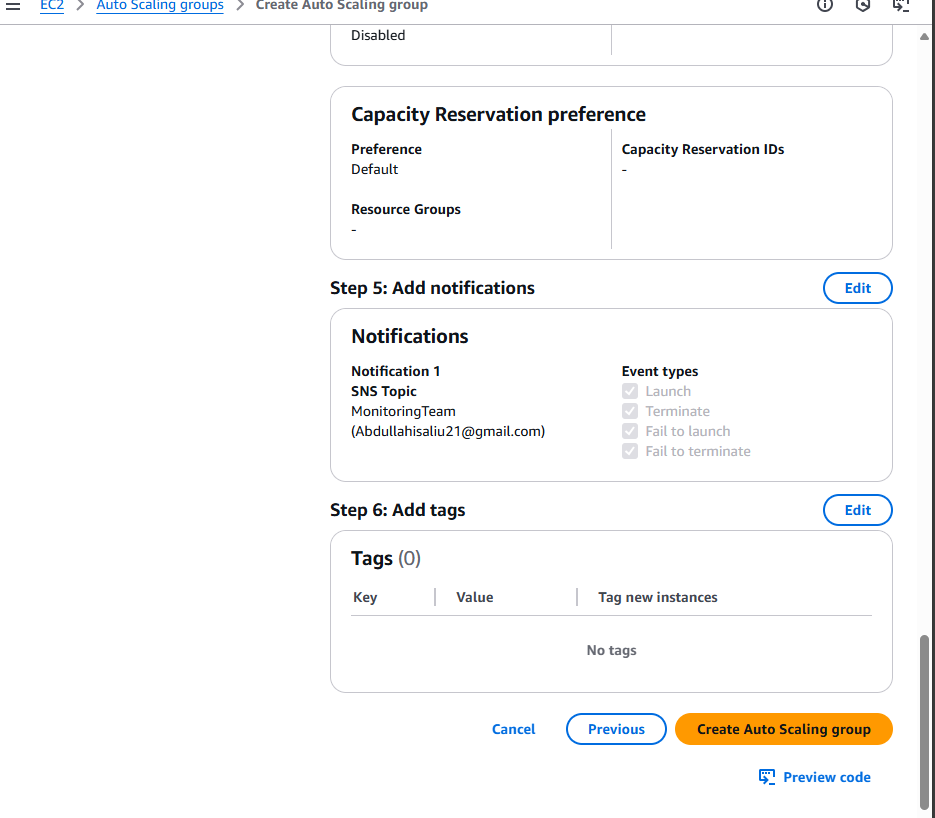 EC2 > Auto Scaling groups > Create Auto Scaling group
Disabled
Capacity Reservation preference
Preference
Default
Capacity Reservation IDs
-
Resource Groups
-
Step 5: Add notifications
Edit
Notifications
Notification 1
SNS Topic
MonitoringTeam
(Abdullahisaliu21@gmail.com)
Event types
Launch
Terminate
Fail to launch
Fail to terminate
Step 6: Add tags
Edit
Tags (0)
Key
Value
Tag new instances
No tags
Cancel
Previous
Create Auto Scaling group
Preview code